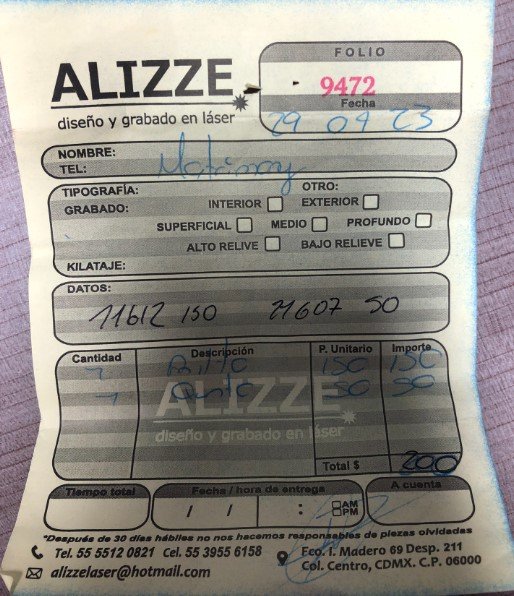 ALIZZE
diseño y grabado en láser
FOLIO
9472
Fecha
29 09 23
NOMBRE:
TEL:
TIPOGRAFÍA:
OTRO:
GRABADO:
INTERIOR
EXTERIOR
SUPERFICIAL
MEDIO
PROFUNDO
ALTO RELIVE
BAJO RELIEVE
KILATAJE:
DATOS:
11612 150 21607 50
Cantidad Descripción P. Unitario Importe
1 150 150
1 50 50
ALIZZE
diseño y grabado en láser
Total $ 200
Tiempo total
Fecha / hora de entrega
A cuenta
/ / : AM
PM
*Después de 30 días hábiles no nos hacemos responsables de piezas olvidadas
Tel. 55 5512 0821 Cel. 55 3955 6158
alizzelaser@hotmail.com
Fco. I. Madero 69 Desp. 211
Col. Centro, CDMX. C.P. 06000